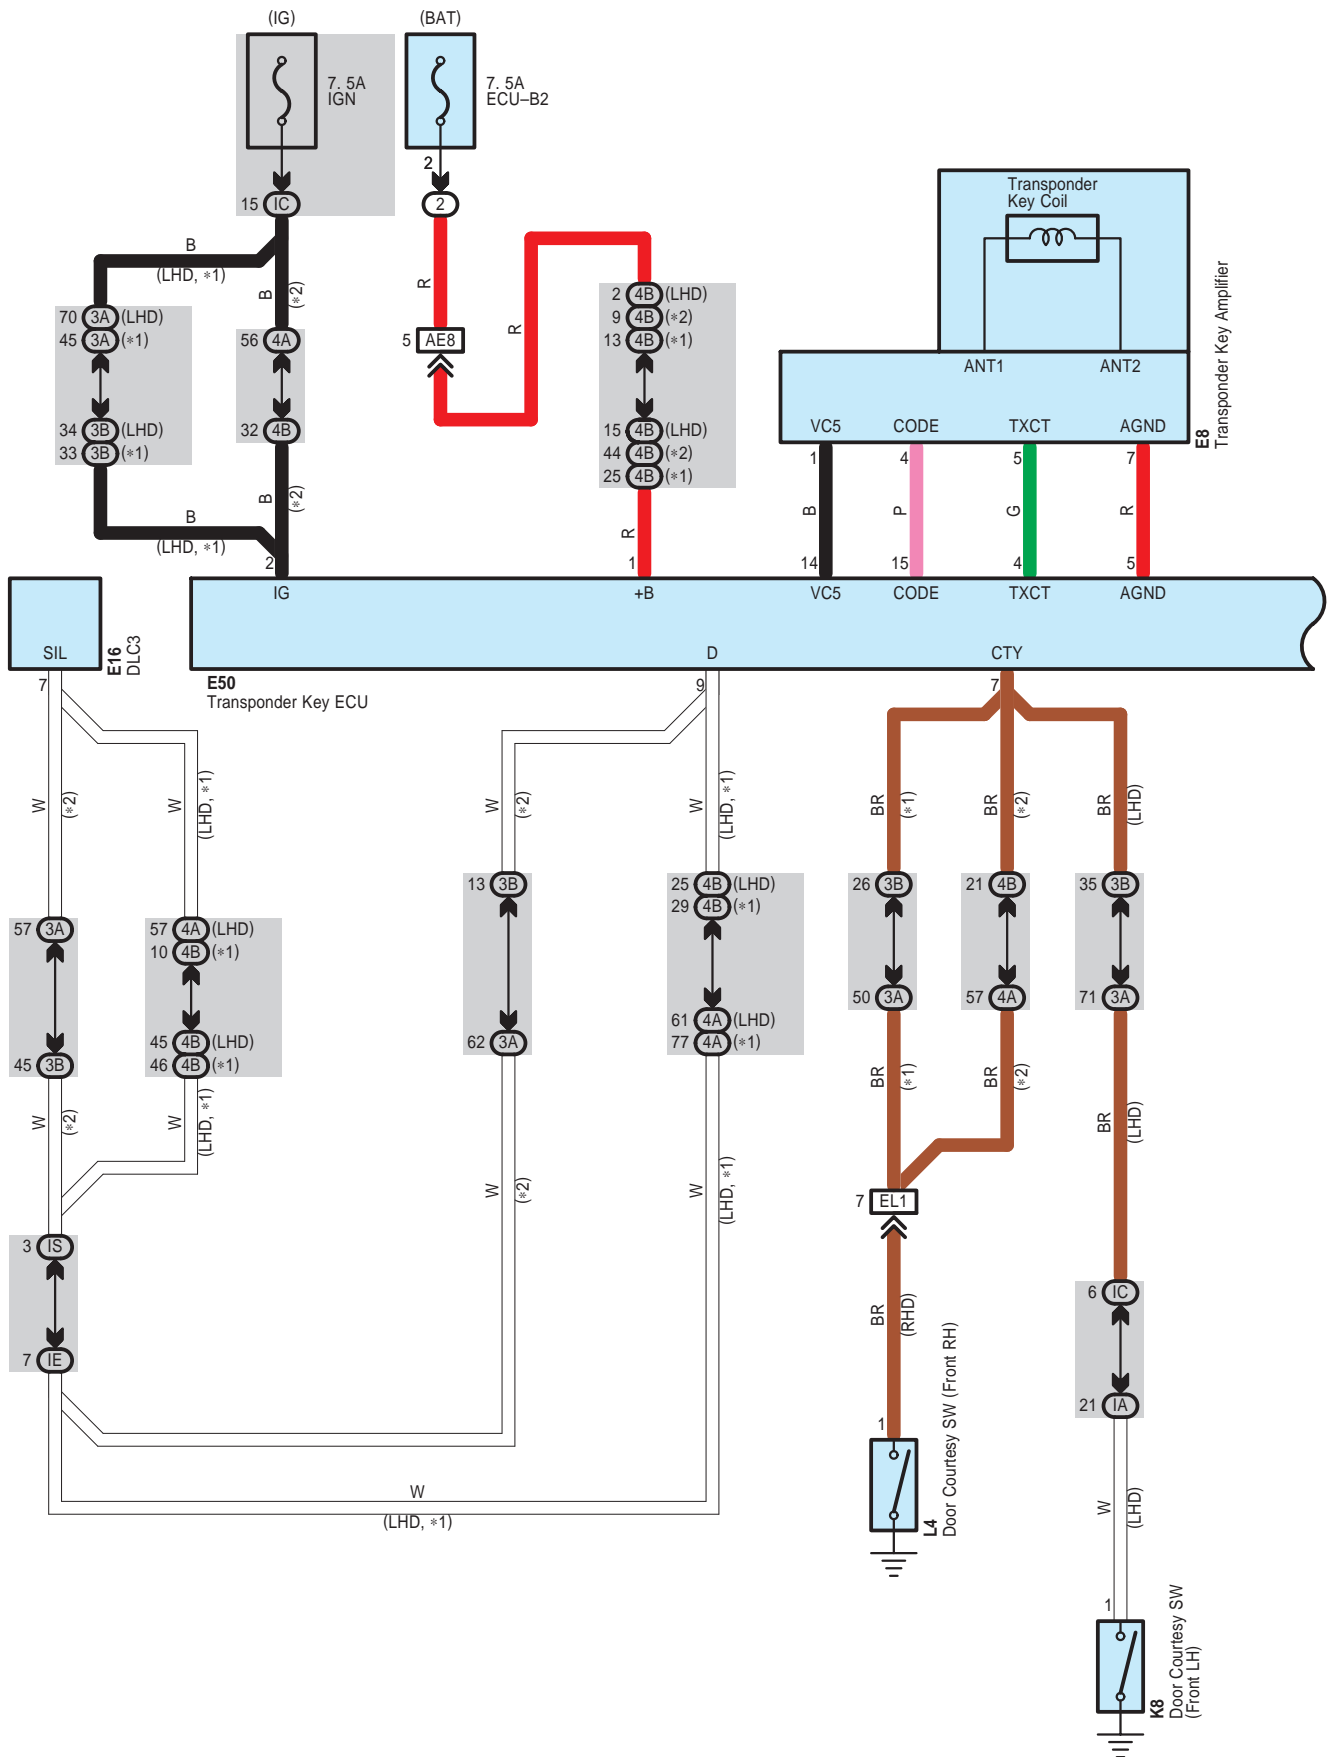 (IG)
(BAT)
7. 5A
IGN
7. 5A
ECU–B2
2
15 IC
2
B
(LHD, *1)
B
(*2)
R
R
70 3A (LHD)
45 3A (*1)
56 4A
5 AE8
2 4B (LHD)
9 4B (*2)
13 4B (*1)
34 3B (LHD)
33 3B (*1)
32 4B
15 4B (LHD)
44 4B (*2)
25 4B (*1)
B
(LHD, *1)
B
(*2)
R
2
1
Transponder
Key Coil
ANT1
ANT2
VC5
CODE
TXCT
AGND
E8
Transponder Key Amplifier
1
4
5
7
B
P
G
R
14
15
4
5
IG
+B
VC5
CODE
TXCT
AGND
SIL
E16
DLC3
D
CTY
E50
Transponder Key ECU
7
9
7
W
(*2)
W
(LHD, *1)
W
(*2)
W
(LHD, *1)
BR
(*1)
BR
(*2)
BR
(LHD)
13 3B
25 4B (LHD)
29 4B (*1)
26 3B
21 4B
35 3B
57 3A
57 4A (LHD)
10 4B (*1)
50 3A
57 4A
71 3A
45 3B
45 4B (LHD)
46 4B (*1)
62 3A
61 4A (LHD)
77 4A (*1)
W
(*2)
W
(LHD, *1)
W
(*2)
W
(LHD, *1)
BR
(*1)
BR
(*2)
BR
(LHD)
7 EL1
3 IS
7 IE
BR
(RHD)
6 IC
21 IA
1
L4
Door Courtesy SW (Front RH)
W
(LHD, *1)
W
(LHD)
1
K8
Door Courtesy SW
(Front LH)